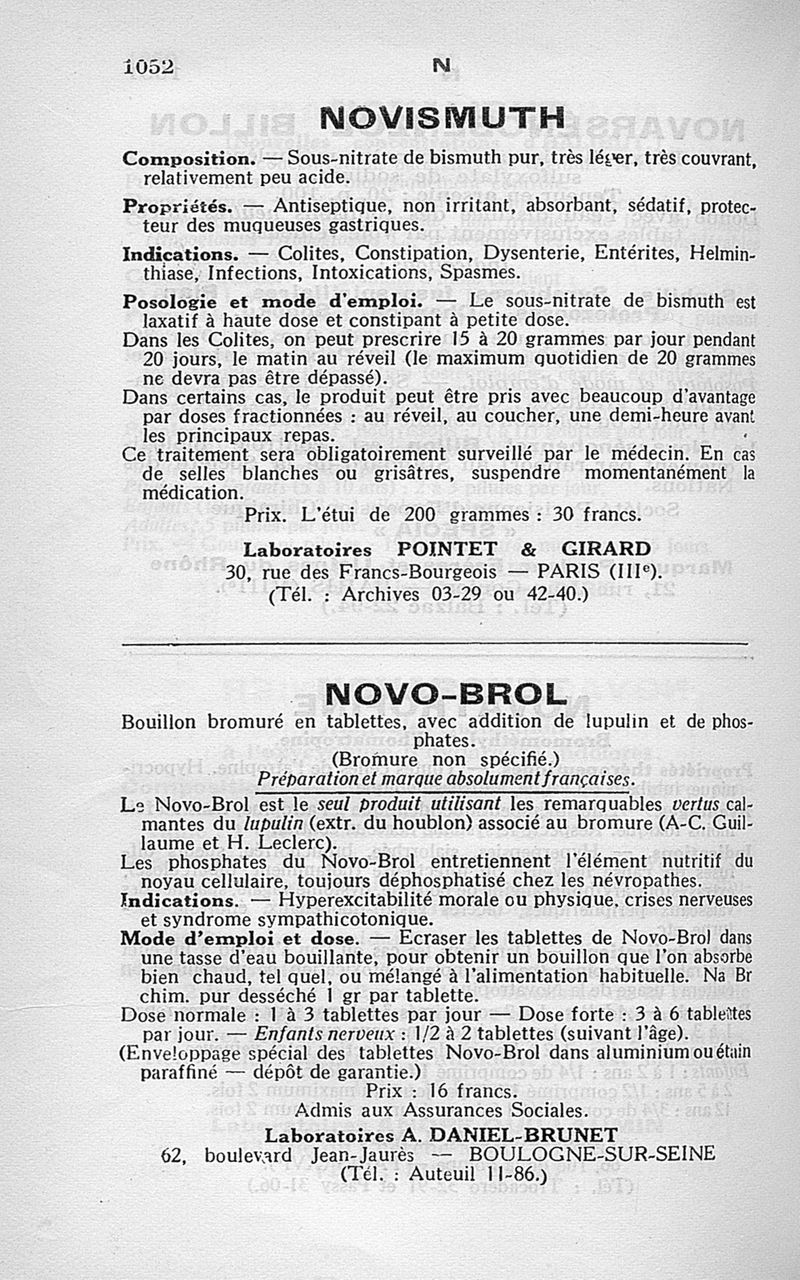 1052
N
NOVISMUTH
Composition. — Sous-nitrate de bismuth pur, très léger, très couvrant,
relativement peu acide.
Propriétés. — Antiseptique, non irritant, absorbant, sédatif, protec-
teur des muqueuses gastriques.
Indications. — Colites, Constipation, Dysenterie, Entérites, Helmin-
thiase, Infections, Intoxications, Spasmes.
Posologie et mode d'emploi. — Le sous-nitrate de bismuth est
laxatif à haute dose et constipant à petite dose.
Dans les Colites, on peut prescrire 15 à 20 grammes par jour pendant
20 jours, le matin au réveil (le maximum quotidien de 20 grammes
ne devra pas être dépassé).
Dans certains cas, le produit peut être pris avec beaucoup d'avantage
par doses fractionnées : au réveil, au coucher, une demi-heure avant
les principaux repas.
Ce traitement sera obligatoirement surveillé par le médecin. En cas
de selles blanches ou grisâtres, suspendre momentanément la
médication.
Prix. L'étui de 200 grammes : 30 francs.
Laboratoires POINTET & GIRARD
30, rue des Francs-Bourgeois — PARIS (IIIe).
(Tél. : Archives 03-29 ou 42-40.)
NOVO-BROL
Bouillon bromuré en tablettes, avec addition de lupulin et de phos-
phates.
(Bromure non spécifié.)
Préparation et marque absolument françaises.
Le Novo-Brol est le seul produit utilisant les remarquables vertus cal-
mantes du lupulin (extr. du houblon) associé au bromure (A-C. Guil-
laume et H. Leclerc).
Les phosphates du Novo-Brol entretiennent l'élément nutritif du
noyau cellulaire, toujours déphosphatisé chez les névropathes.
Indications. — Hyperexcitabilité morale ou physique, crises nerveuses
et syndrome sympathicotonique.
Mode d'emploi et dose. — Ecraser les tablettes de Novo-Brol dans
une tasse d'eau bouillante, pour obtenir un bouillon que l'on absorbe
bien chaud, tel quel, ou mélangé à l'alimentation habituelle. Na Br
chim. pur desséché 1 gr par tablette.
Dose normale : 1 à 3 tablettes par jour — Dose forte : 3 à 6 tablettes
par jour. — Enfants nerveux : 1/2 à 2 tablettes (suivant l'âge).
(Enveloppage spécial des tablettes Novo-Brol dans aluminium ou étain
paraffiné — dépôt de garantie.)
Prix : 16 francs.
Admis aux Assurances Sociales.
Laboratoires A. DANIEL-BRUNET
62, boulevard Jean-Jaurès — BOULOGNE-SUR-SEINE
(Tél. : Auteuil 11-86.)